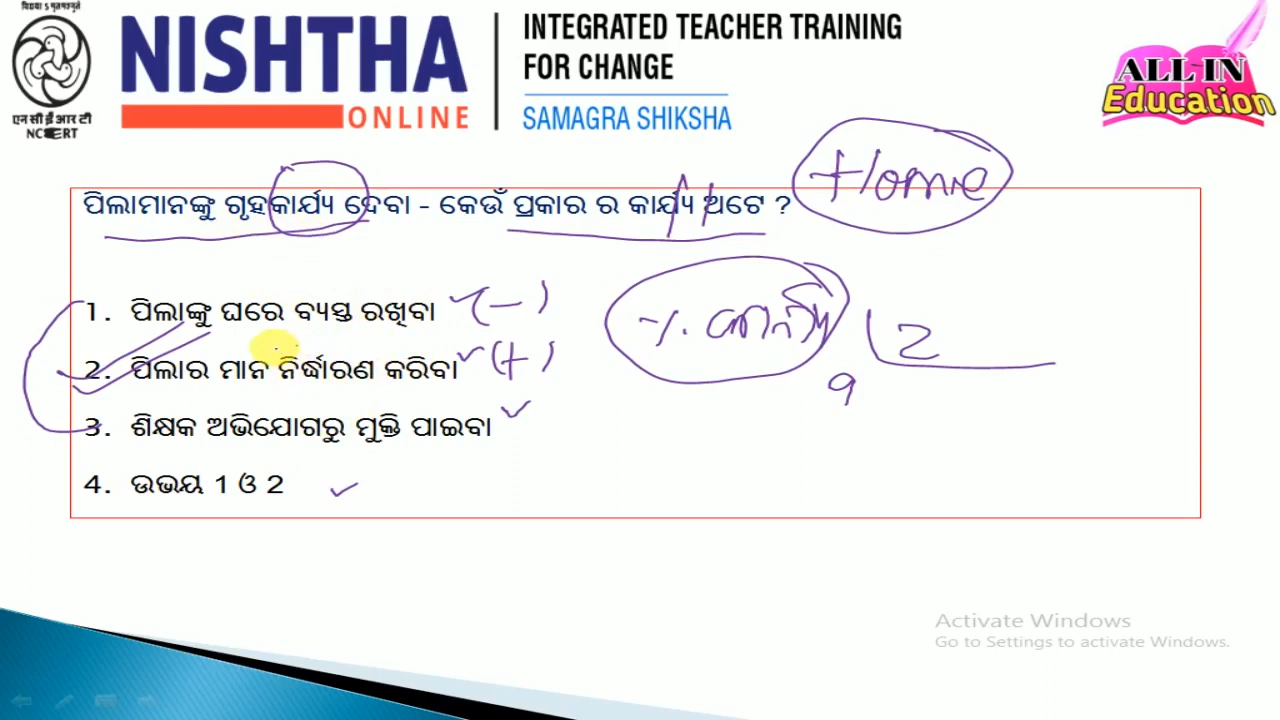 विद्यया ऽ मृतमश्नुते
एन सी ई आर टी
NCERT
NISHTHA
ONLINE
INTEGRATED TEACHER TRAINING
FOR CHANGE
SAMAGRA SHIKSHA
ALL IN
Education
Home
ପିଲାମାନଙ୍କୁ ଗୃହକାର୍ଯ୍ୟ ଦେବା - କେଉଁ ପ୍ରକାର ର କାର୍ଯ୍ୟ ଅଟେ ?
1. ପିଲାଙ୍କୁ ଘରେ ବ୍ୟସ୍ତ ରଖିବା (-)
2. ପିଲାର ମାନ ନିର୍ଦ୍ଧାରଣ କରିବା (+)
2
9
3. ଶିକ୍ଷକ ଅଭିଯୋଗରୁ ମୁକ୍ତି ପାଇବା
4. ଉଭୟ 1 ଓ 2
Activate Windows
Go to Settings to activate Windows.